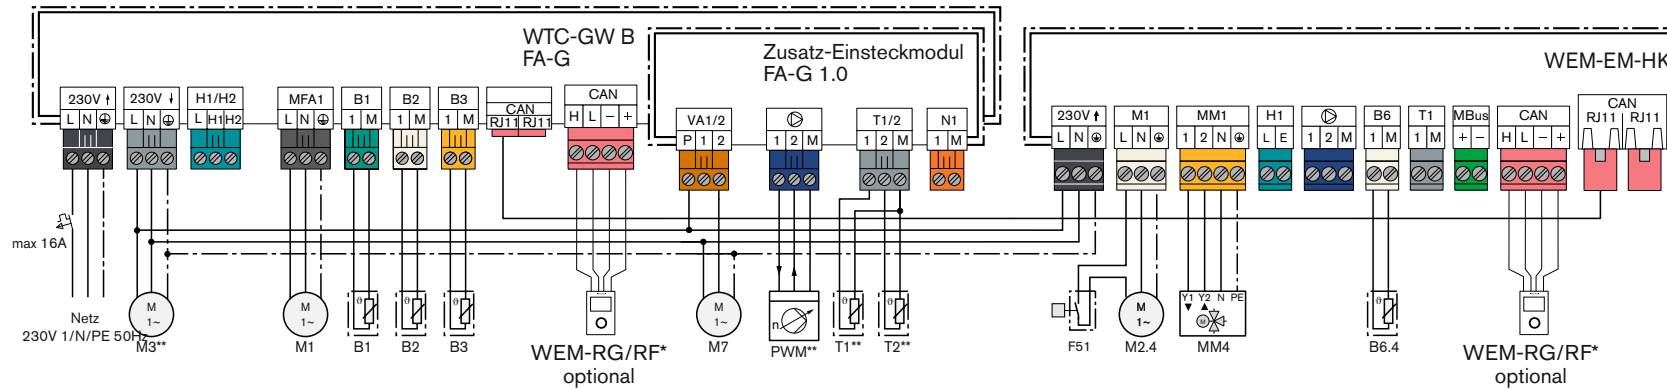 WTC-GW B
FA-G
Zusatz-Einsteckmodul
FA-G 1.0
WEM-EM-HK
230V
L N
230V
L N
H1/H2
L H1 H2
MFA1
L N
B1
1 M
B2
1 M
B3
1 M
CAN
RJ11 RJ11
CAN
H L − +
VA1/2
P 1 2
1 2 M
T1/2
1 2 M
N1
1 M
230V
L N
M1
1 N
MM1
1 2 N
H1
L E
1 2 M
B6
1 M
T1
1 M
MBus
+ −
CAN
H L − +
CAN
RJ11 RJ11
max 16A
Netz
230V 1/N/PE 50Hz
M
1~
M3**
M
1~
M1
ϑ
B1
ϑ
B2
ϑ
B3
WEM-RG/RF*
optional
M
1~
M7
n
PWM**
ϑ
T1**
ϑ
T2**
F51
M
1~
M2.4
Y1 Y2 N PE
M
MM4
ϑ
B6.4
WEM-RG/RF*
optional